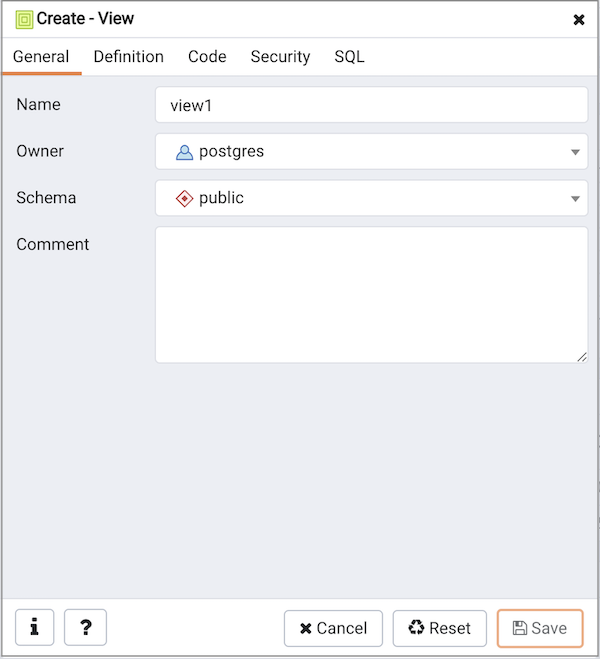 Create - View
General Definition Code Security SQL
Name view1
Owner postgres
Schema public
Comment
i ? Cancel Reset Save